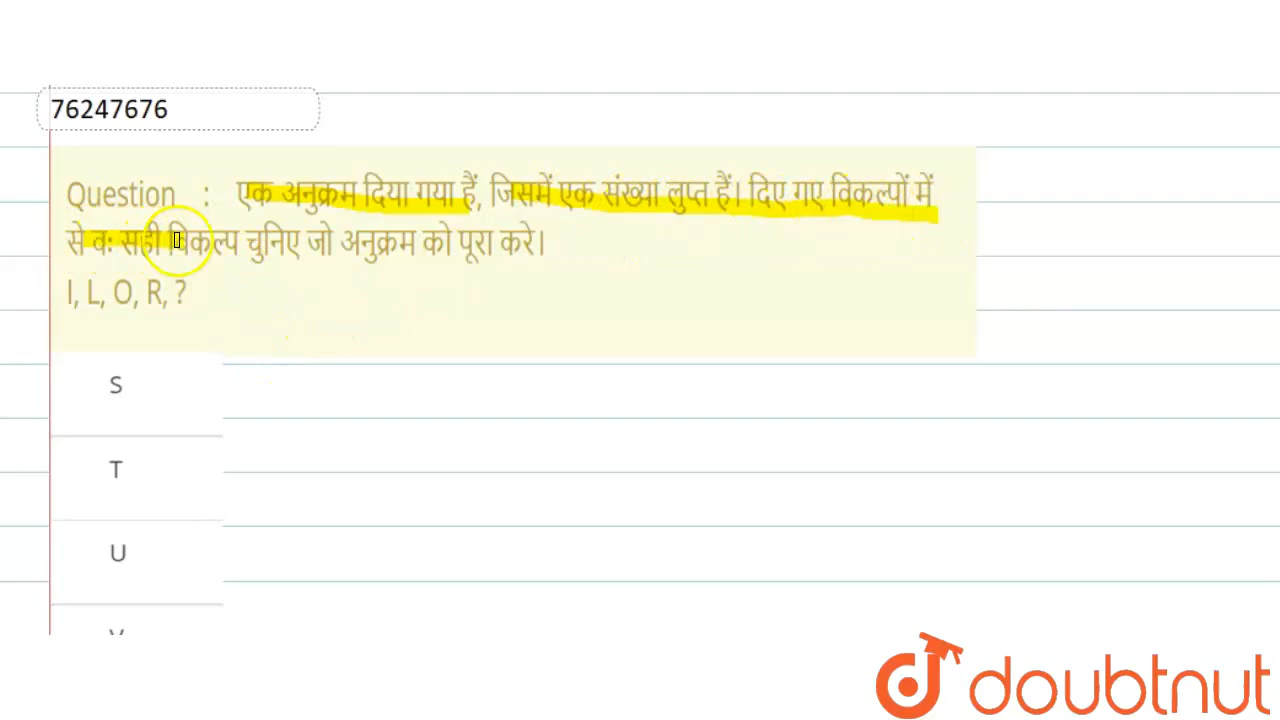 76247676
Question : एक अनुक्रम दिया गया हैं, जिसमें एक संख्या लुप्त हैं। दिए गए विकल्पों में
से वः सही विकल्प चुनिए जो अनुक्रम को पूरा करे।
I, L, O, R, ?
S
T
U
doubtnut